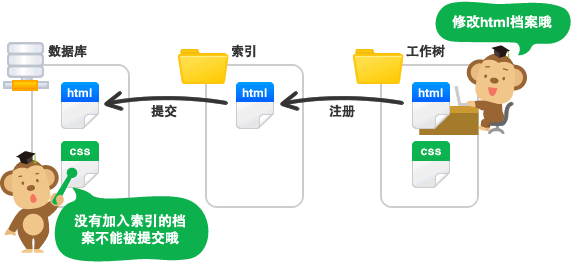 修改html档案哦
数据库
索引
工作树
html
html
html
提交
注册
css
css
没有加入索引的档
案不能被提交哦